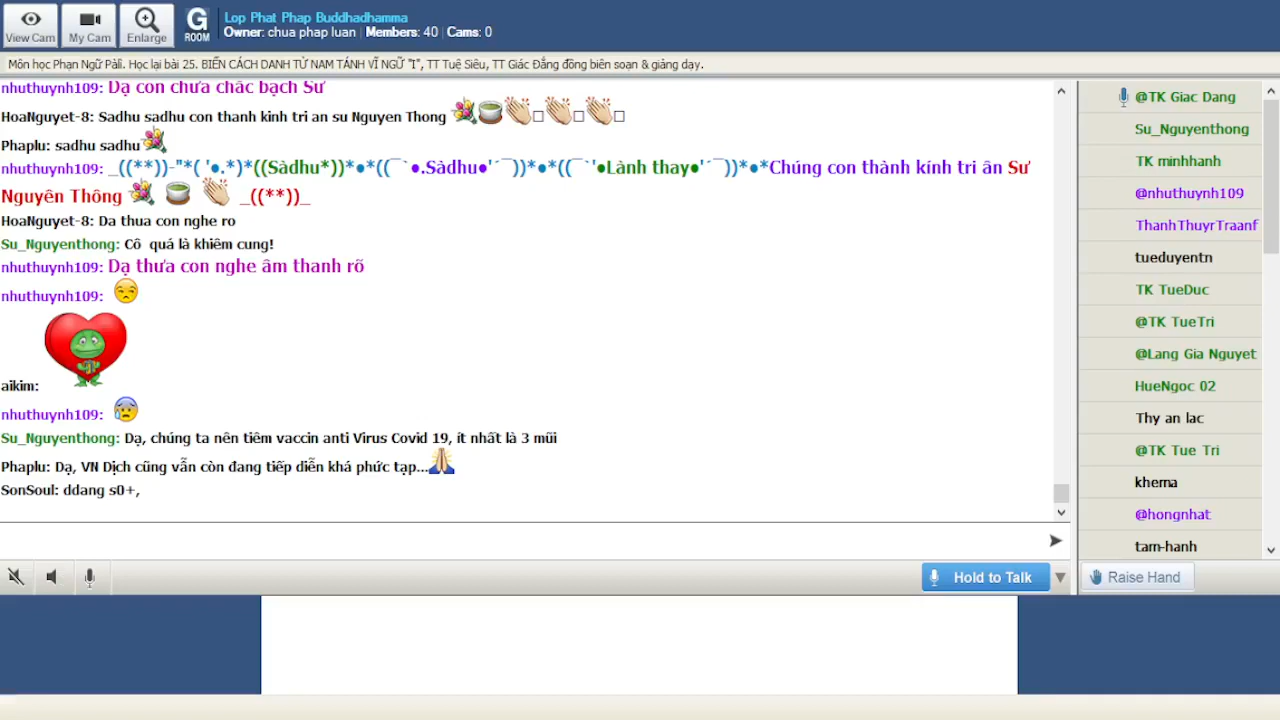 View Cam
My Cam
Enlarge
G ROOM
Lop Phat Phap Buddhadhamma
Owner: chua phap luan | Members: 40 | Cams: 0
Môn học Phạn Ngữ Pàli. Học lại bài 25. BIẾN CÁCH DANH TỪ NAM TÁNH VĨ NGỮ "I", TT Tuệ Siêu, TT Giác Đẳng đồng biên soạn & giảng dạy.
nhuthuynh109: Dạ con chưa chắc bạch Sư
HoaNguyet-8: Sadhu sadhu con thanh kinh tri an su Nguyen Thong
Phaplu: sadhu sadhu
nhuthuynh109: _((**))-"*( '●.*)*((Sàdhu*))*●*((¯`●.Sàdhu●'´¯))*●*((¯`'●Lành thay●'´¯))*●*Chúng con thành kính tri ân Sư
Nguyên Thông _((**))_
HoaNguyet-8: Da thua con nghe ro
Su_Nguyenthong: Cô quá là khiêm cung!
nhuthuynh109: Dạ thưa con nghe âm thanh rõ
nhuthuynh109:
aikim:
nhuthuynh109:
Su_Nguyenthong: Dạ, chúng ta nên tiêm vaccin anti Virus Covid 19, ít nhất là 3 mũi
Phaplu: Dạ, VN Dịch cũng vẫn còn đang tiếp diễn khá phức tạp...
SonSoul: ddang s0+,
Hold to Talk
@TK Giac Dang
Su_Nguyenthong
TK minhhanh
@nhuthuynh109
ThanhThuyrTraanf
tueduyentn
TK TueDuc
@TK TueTri
@Lang Gia Nguyet
HueNgoc 02
Thy an lac
@TK Tue Tri
khema
@hongnhat
tam-hanh
Raise Hand